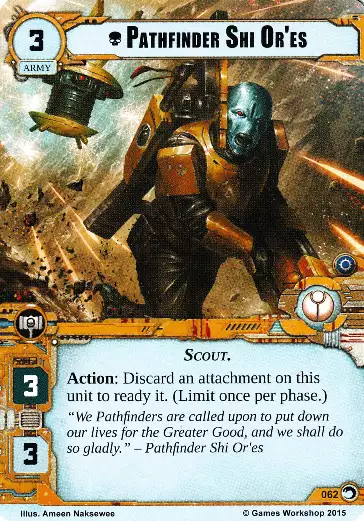 3
ARMY
Pathfinder Shi Or'es
Scout.
Action: Discard an attachment on this
unit to ready it. (Limit once per phase.)
"We Pathfinders are called upon to put down
our lives for the Greater Good, and we shall do
so gladly." – Pathfinder Shi Or'es
3
3
062
Illus. Ameen Naksewee
© Games Workshop 2015